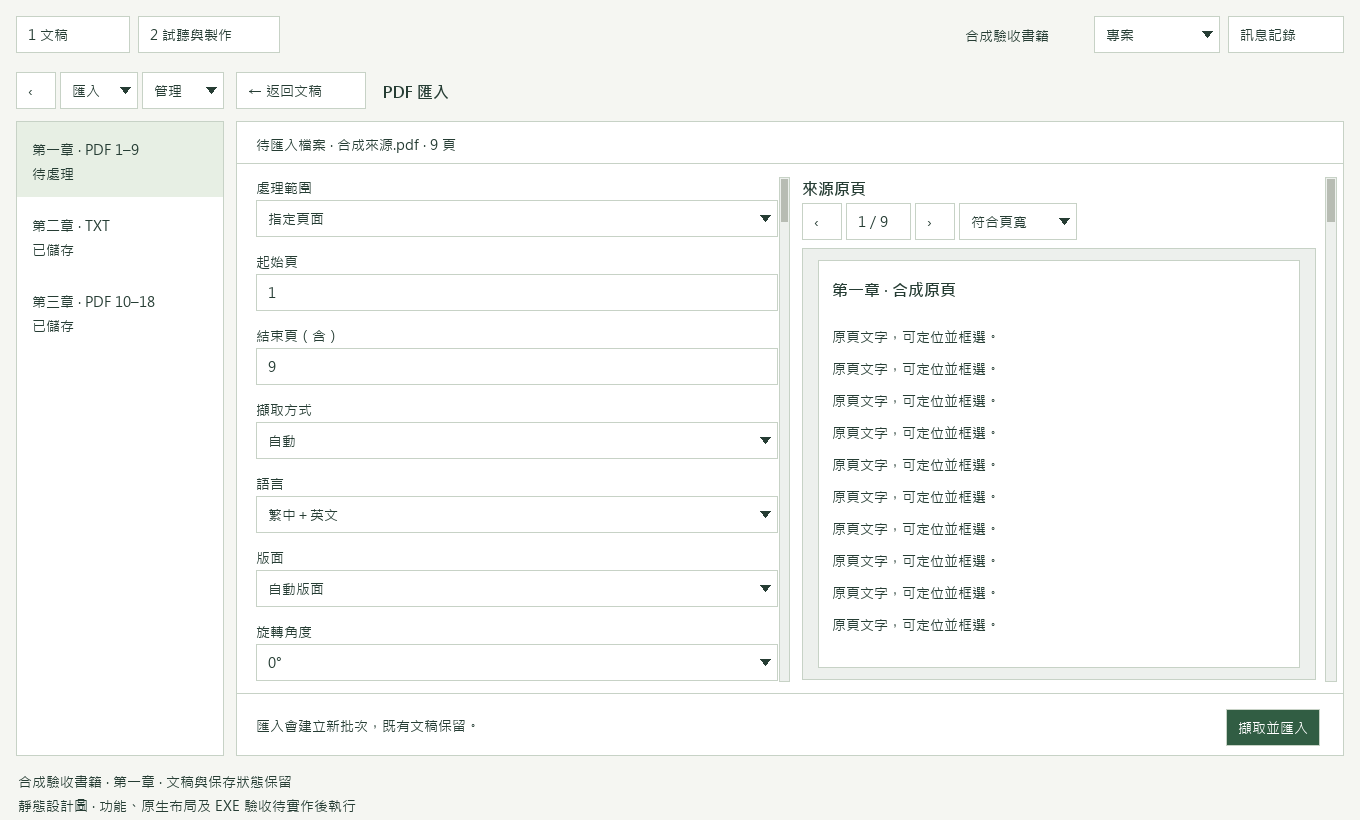 1 文稿
2 試聽與製作
合成驗收書籍
專案
訊息記錄
‹
匯入
管理
← 返回文稿
PDF 匯入
第一章 · PDF 1–9
待處理
第二章 · TXT
已儲存
第三章 · PDF 10–18
已儲存
待匯入檔案 · 合成來源.pdf · 9 頁
處理範圍
指定頁面
起始頁
1
結束頁（含）
9
擷取方式
自動
語言
繁中 + 英文
版面
自動版面
旋轉角度
0°
來源原頁
‹
1 / 9
›
符合頁寬
第一章 · 合成原頁
原頁文字，可定位並框選。
原頁文字，可定位並框選。
原頁文字，可定位並框選。
原頁文字，可定位並框選。
原頁文字，可定位並框選。
原頁文字，可定位並框選。
原頁文字，可定位並框選。
原頁文字，可定位並框選。
原頁文字，可定位並框選。
原頁文字，可定位並框選。
匯入會建立新批次，既有文稿保留。
擷取並匯入
合成驗收書籍 · 第一章 · 文稿與保存狀態保留
靜態設計圖 · 功能、原生布局及 EXE 驗收待實作後執行